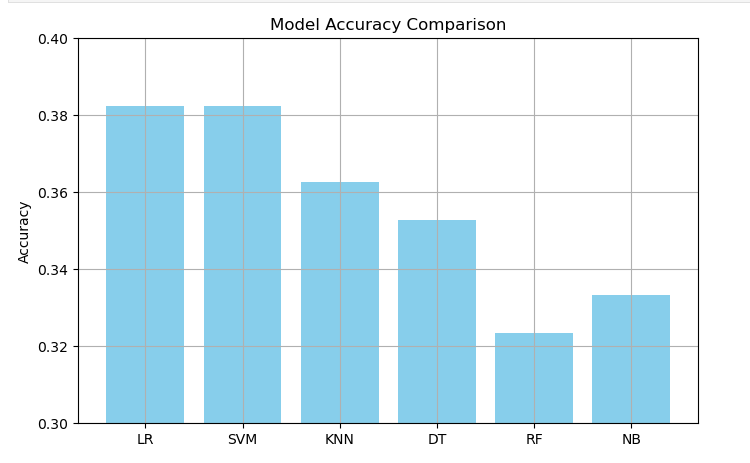 Model Accuracy Comparison
0.40
0.38
0.36
0.34
0.32
0.30
Accuracy
LR SVM KNN DT RF NB